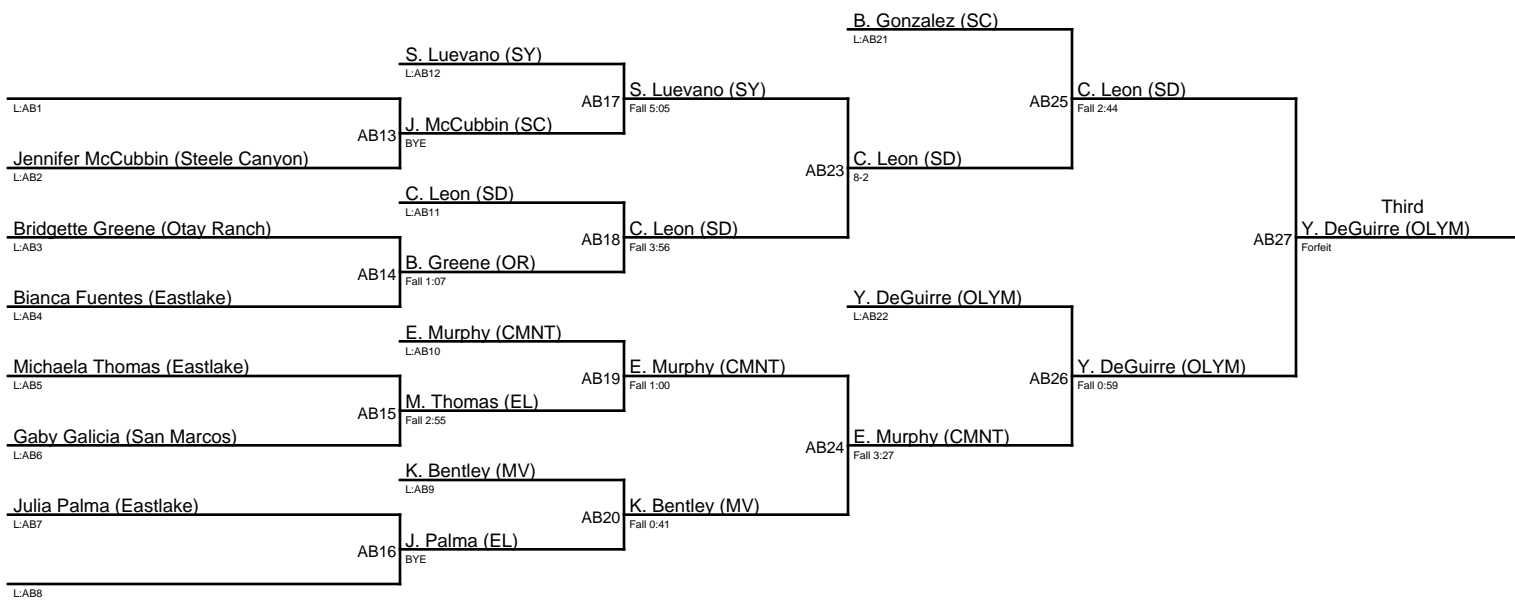 B. Gonzalez (SC)
L:AB21
S. Luevano (SY)
L:AB12
AB17
S. Luevano (SY)
Fall 5:05
AB25
C. Leon (SD)
Fall 2:44
L:AB1
AB13
J. McCubbin (SC)
BYE
Jennifer McCubbin (Steele Canyon)
L:AB2
AB23
C. Leon (SD)
8-2
C. Leon (SD)
L:AB11
Third
Bridgette Greene (Otay Ranch)
L:AB3
AB18
C. Leon (SD)
Fall 3:56
AB27
Y. DeGuirre (OLYM)
Forfeit
AB14
B. Greene (OR)
Fall 1:07
Bianca Fuentes (Eastlake)
L:AB4
Y. DeGuirre (OLYM)
L:AB22
E. Murphy (CMNT)
L:AB10
Michaela Thomas (Eastlake)
L:AB5
AB19
E. Murphy (CMNT)
Fall 1:00
AB26
Y. DeGuirre (OLYM)
Fall 0:59
AB15
M. Thomas (EL)
Fall 2:55
Gaby Galicia (San Marcos)
L:AB6
AB24
E. Murphy (CMNT)
Fall 3:27
K. Bentley (MV)
L:AB9
Julia Palma (Eastlake)
L:AB7
AB20
K. Bentley (MV)
Fall 0:41
AB16
J. Palma (EL)
BYE
L:AB8